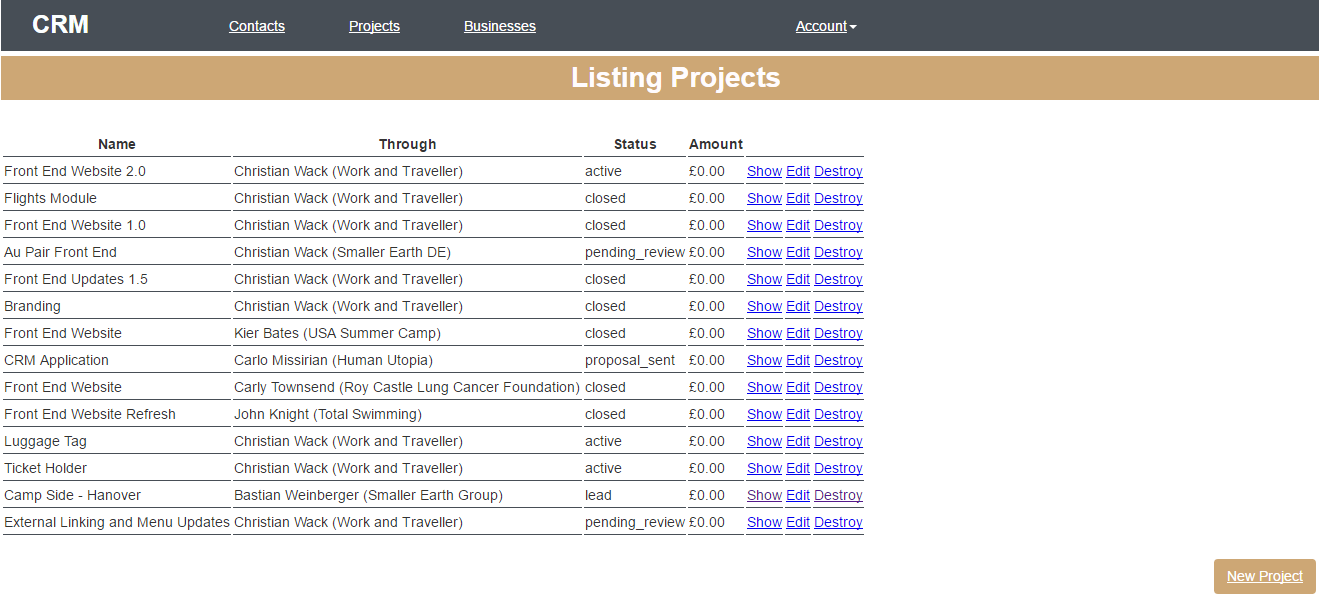 CRM Contacts Projects Businesses Account
Listing Projects
Name Through Status Amount
Front End Website 2.0 Christian Wack (Work and Traveller) active £0.00 Show Edit Destroy
Flights Module Christian Wack (Work and Traveller) closed £0.00 Show Edit Destroy
Front End Website 1.0 Christian Wack (Work and Traveller) closed £0.00 Show Edit Destroy
Au Pair Front End Christian Wack (Smaller Earth DE) pending_review £0.00 Show Edit Destroy
Front End Updates 1.5 Christian Wack (Work and Traveller) closed £0.00 Show Edit Destroy
Branding Christian Wack (Work and Traveller) closed £0.00 Show Edit Destroy
Front End Website Kier Bates (USA Summer Camp) closed £0.00 Show Edit Destroy
CRM Application Carlo Missirian (Human Utopia) proposal_sent £0.00 Show Edit Destroy
Front End Website Carly Townsend (Roy Castle Lung Cancer Foundation) closed £0.00 Show Edit Destroy
Front End Website Refresh John Knight (Total Swimming) closed £0.00 Show Edit Destroy
Luggage Tag Christian Wack (Work and Traveller) active £0.00 Show Edit Destroy
Ticket Holder Christian Wack (Work and Traveller) active £0.00 Show Edit Destroy
Camp Side - Hanover Bastian Weinberger (Smaller Earth Group) lead £0.00 Show Edit Destroy
External Linking and Menu Updates Christian Wack (Work and Traveller) pending_review £0.00 Show Edit Destroy
New Project